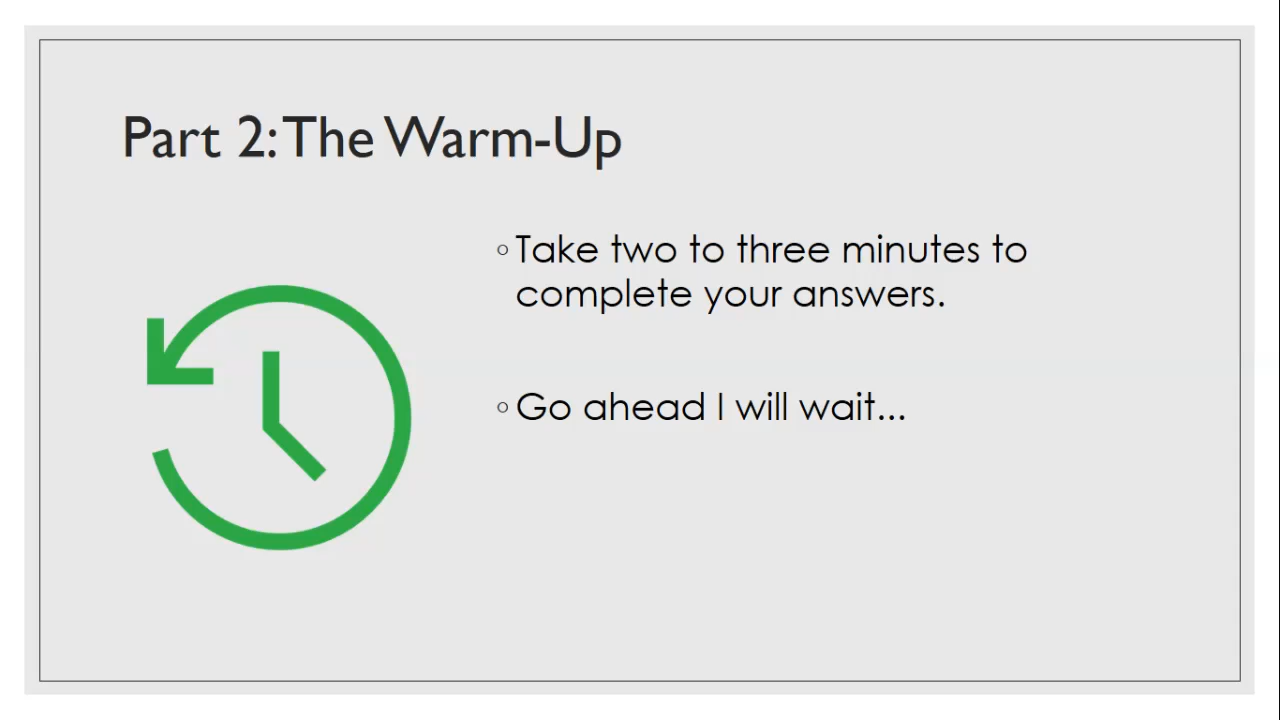 Part 2: The Warm-Up
◦ Take two to three minutes to
complete your answers.
◦ Go ahead I will wait...